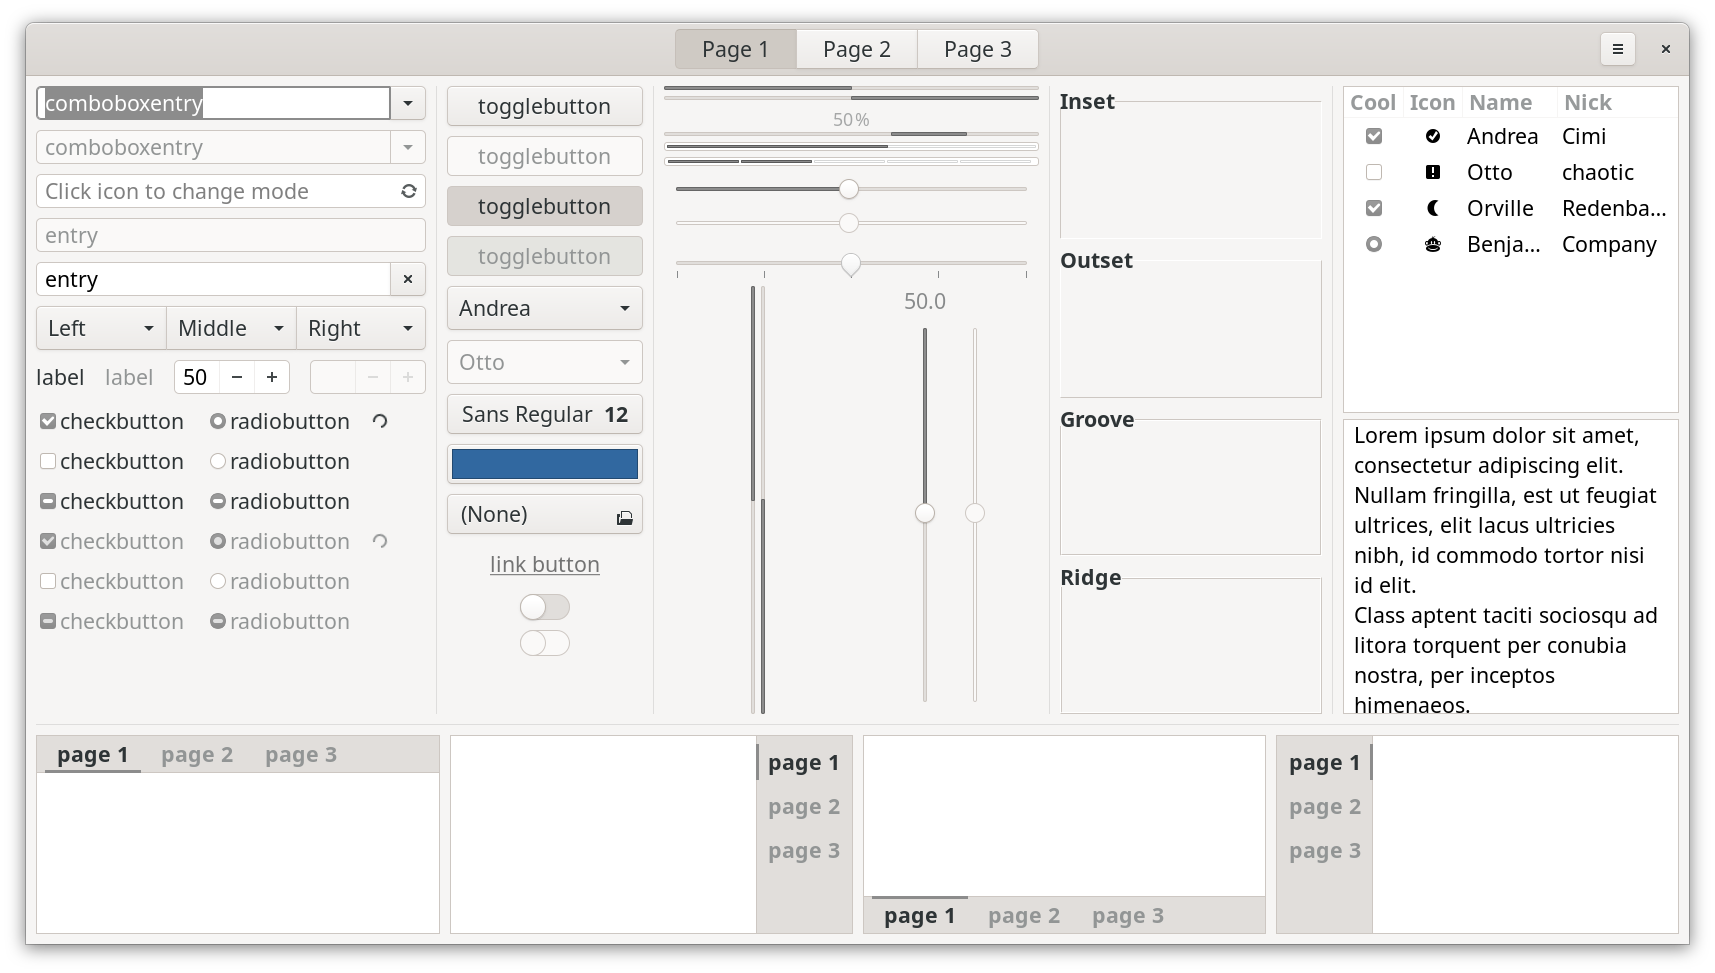 Page 1 Page 2 Page 3
comboboxentry
comboboxentry
Click icon to change mode
entry
entry
Left Middle Right
label label 50
checkbutton radiobutton
checkbutton radiobutton
checkbutton radiobutton
checkbutton radiobutton
checkbutton radiobutton
checkbutton radiobutton
togglebutton
togglebutton
togglebutton
togglebutton
Andrea
Otto
Sans Regular 12
(None)
link button
50%
50.0
Inset
Outset
Groove
Ridge
Cool Icon Name Nick
Andrea Cimi
Otto chaotic
Orville Redenba...
Benja... Company
Lorem ipsum dolor sit amet,
consectetur adipiscing elit.
Nullam fringilla, est ut feugiat
ultrices, elit lacus ultricies
nibh, id commodo tortor nisi
id elit.
Class aptent taciti sociosqu ad
litora torquent per conubia
nostra, per inceptos
himenaeos.
page 1 page 2 page 3
page 1
page 2
page 3
page 1 page 2 page 3
page 1
page 2
page 3